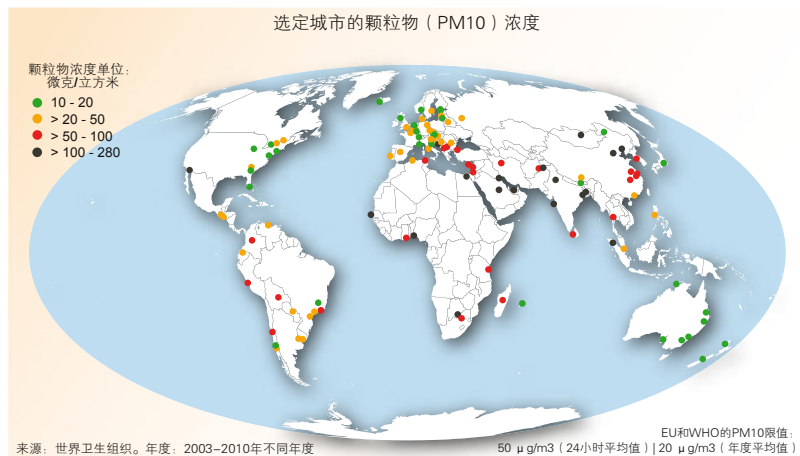 选定城市的颗粒物（PM10）浓度
颗粒物浓度单位：
微克/立方米
10 - 20
> 20 - 50
> 50 - 100
> 100 - 280
来源：世界卫生组织。年度：2003–2010年不同年度
EU和WHO的PM10限值：
50 μg/m3（24小时平均值）| 20 μg/m3（年度平均值）